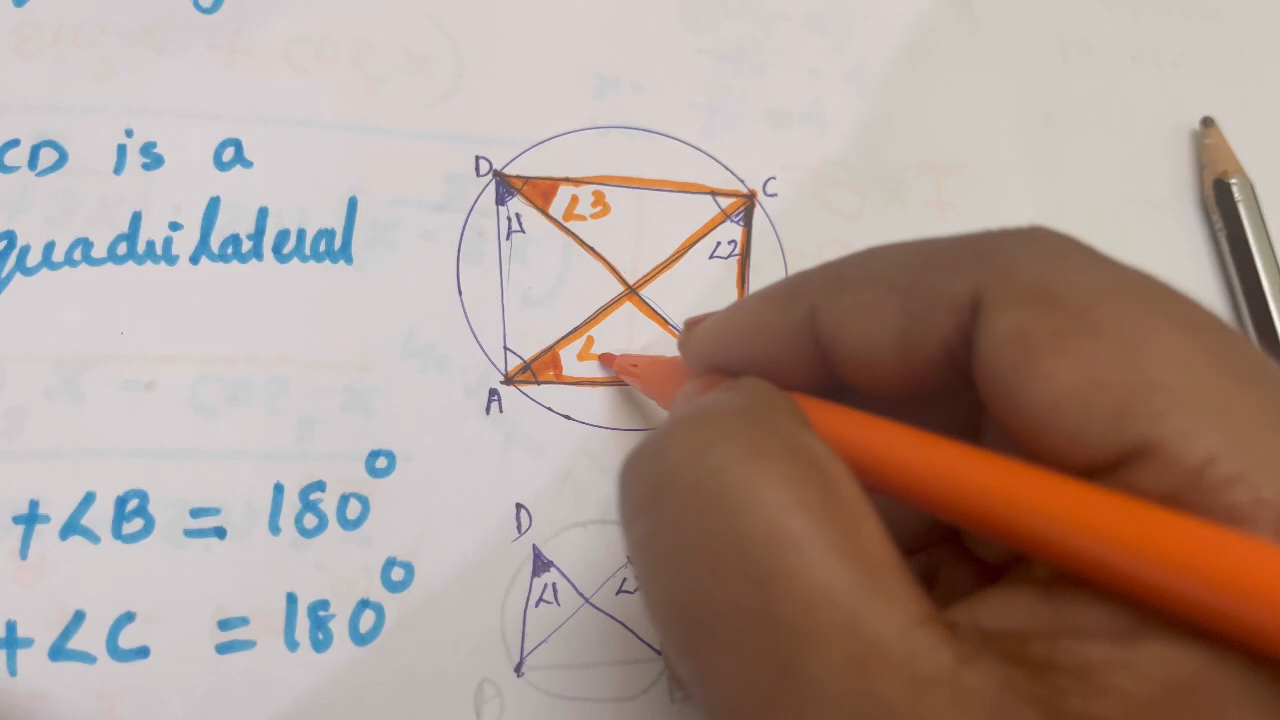 CD is a
quadrilateral
+∠B = 180°
+∠C = 180°
D
C
∠3
∠1
∠2
∠
A
D
∠1